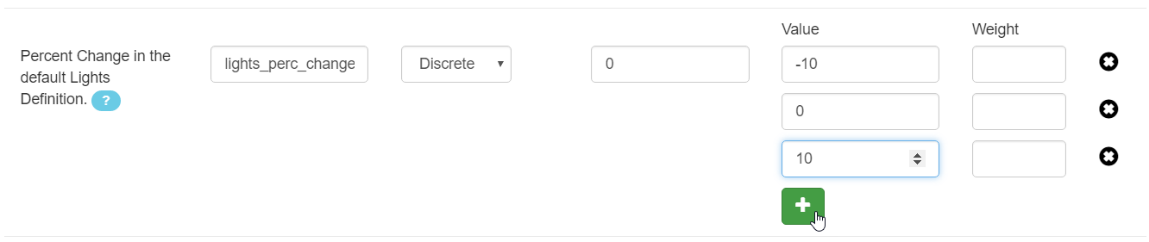 Value Weight
Percent Change in the
default Lights
Definition. ?
lights_perc_change Discrete 0 -10
0
10
+